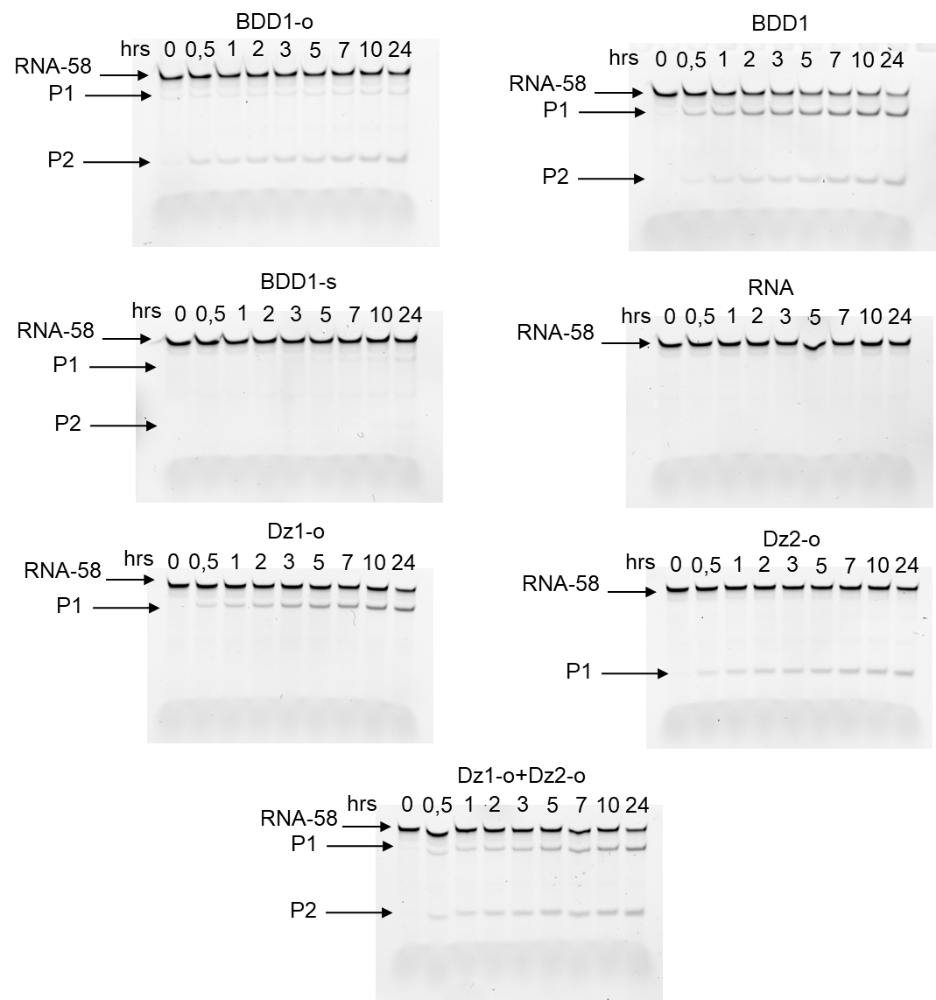 BDD1-o
hrs 0 0,5 1 2 3 5 7 10 24
RNA-58
P1
P2
BDD1
hrs 0 0,5 1 2 3 5 7 10 24
RNA-58
P1
P2
BDD1-s
hrs 0 0,5 1 2 3 5 7 10 24
RNA-58
P1
P2
RNA
hrs 0 0,5 1 2 3 5 7 10 24
RNA-58
Dz1-o
hrs 0 0,5 1 2 3 5 7 10 24
RNA-58
P1
Dz2-o
hrs 0 0,5 1 2 3 5 7 10 24
RNA-58
P1
Dz1-o+Dz2-o
hrs 0 0,5 1 2 3 5 7 10 24
RNA-58
P1
P2